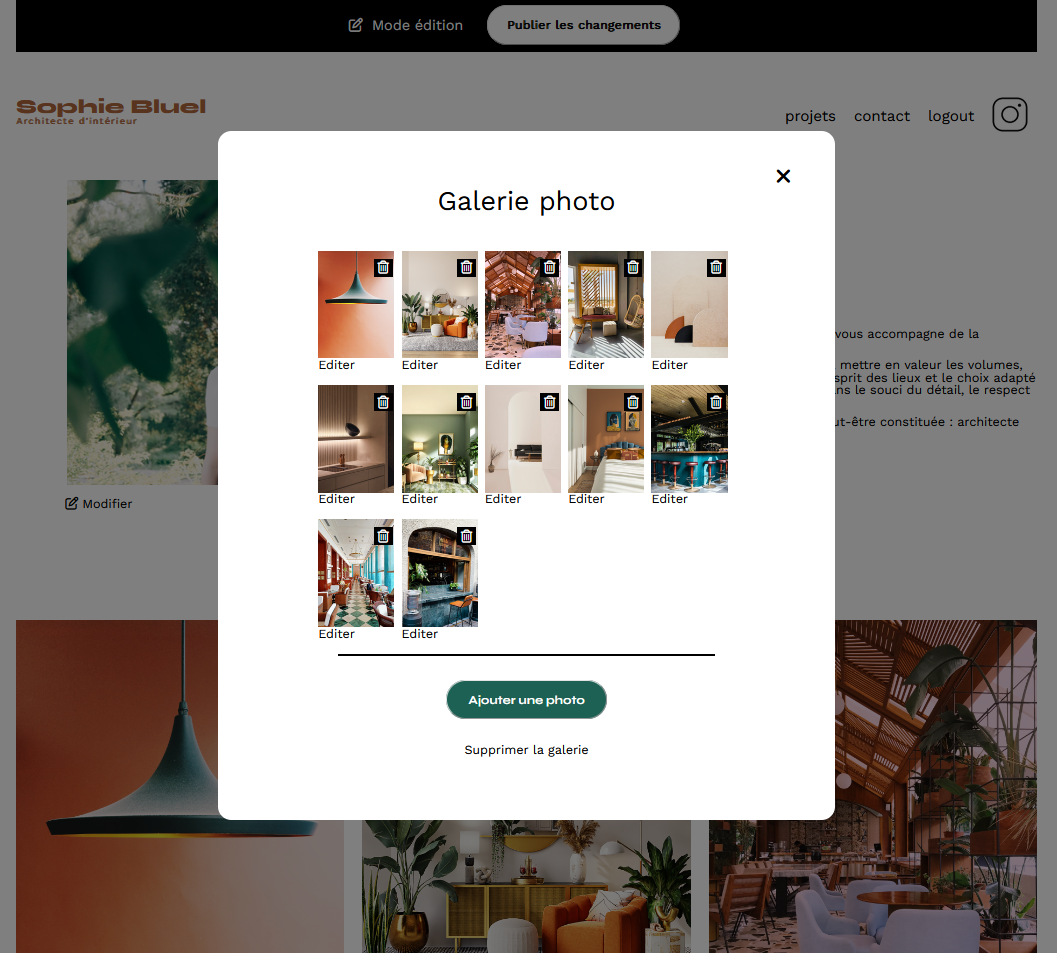 Mode édition
Publier les changements
Sophie Bluel
Architecte d'intérieur
projets
contact
logout
Galerie photo
Editer
Editer
Editer
Editer
Editer
vous accompagne de la
mettre en valeur les volumes,
sprit des lieux et le choix adapté
ns le souci du détail, le respect
ut-être constituée : architecte
Editer
Editer
Editer
Editer
Editer
Modifier
Editer
Editer
Ajouter une photo
Supprimer la galerie